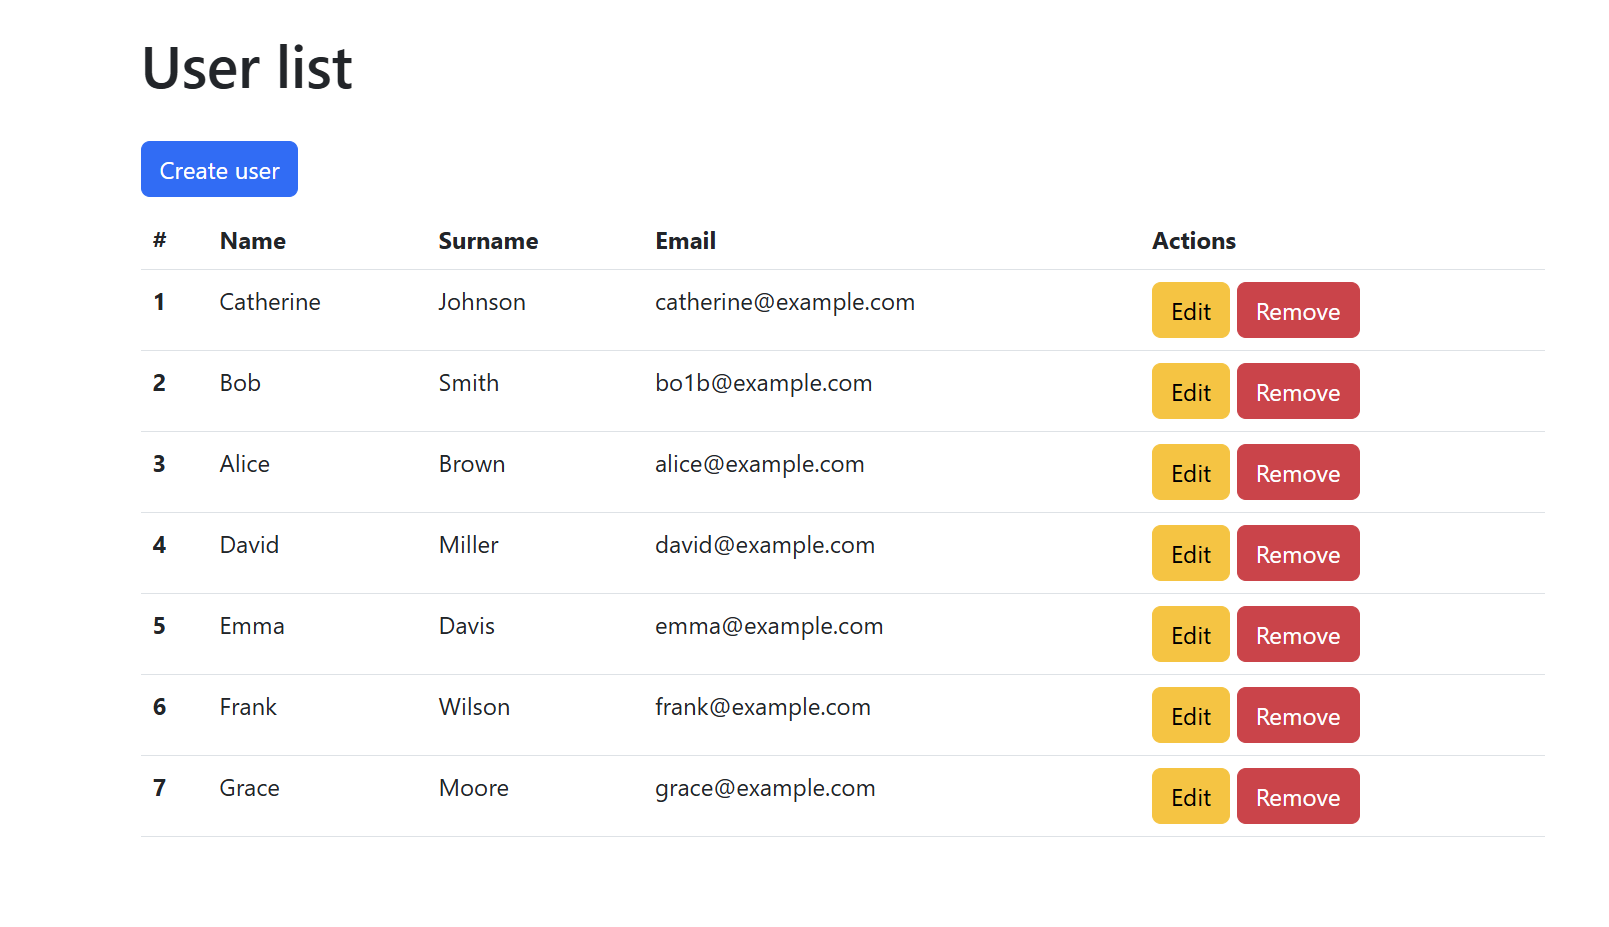 User list
Create user
# Name Surname Email Actions
1 Catherine Johnson catherine@example.com Edit Remove
2 Bob Smith bo1b@example.com Edit Remove
3 Alice Brown alice@example.com Edit Remove
4 David Miller david@example.com Edit Remove
5 Emma Davis emma@example.com Edit Remove
6 Frank Wilson frank@example.com Edit Remove
7 Grace Moore grace@example.com Edit Remove